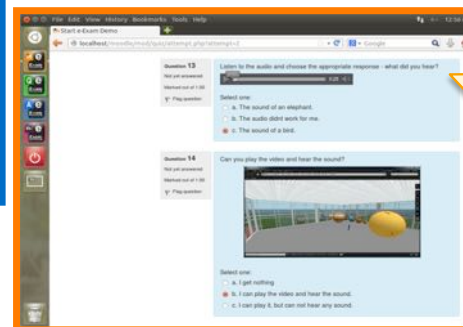 File Edit View History Bookmarks Tools Help
Start e-Exam Demo
localhost/moodle/mod/quiz/attempt.php?attempt=2
Google
Question 13
Not yet answered
Marked out of 1.00
Flag question
Listen to the audio and choose the appropriate response - what did you hear?
0:25
Select one:
a. The sound of an elephant.
b. The audio didnt work for me.
c. The sound of a bird.
Question 14
Not yet answered
Marked out of 1.00
Flag question
Can you play the video and hear the sound?
Select one:
a. I get nothing
b. I can play the video and hear the sound.
c. I can play it, but can not hear any sound.